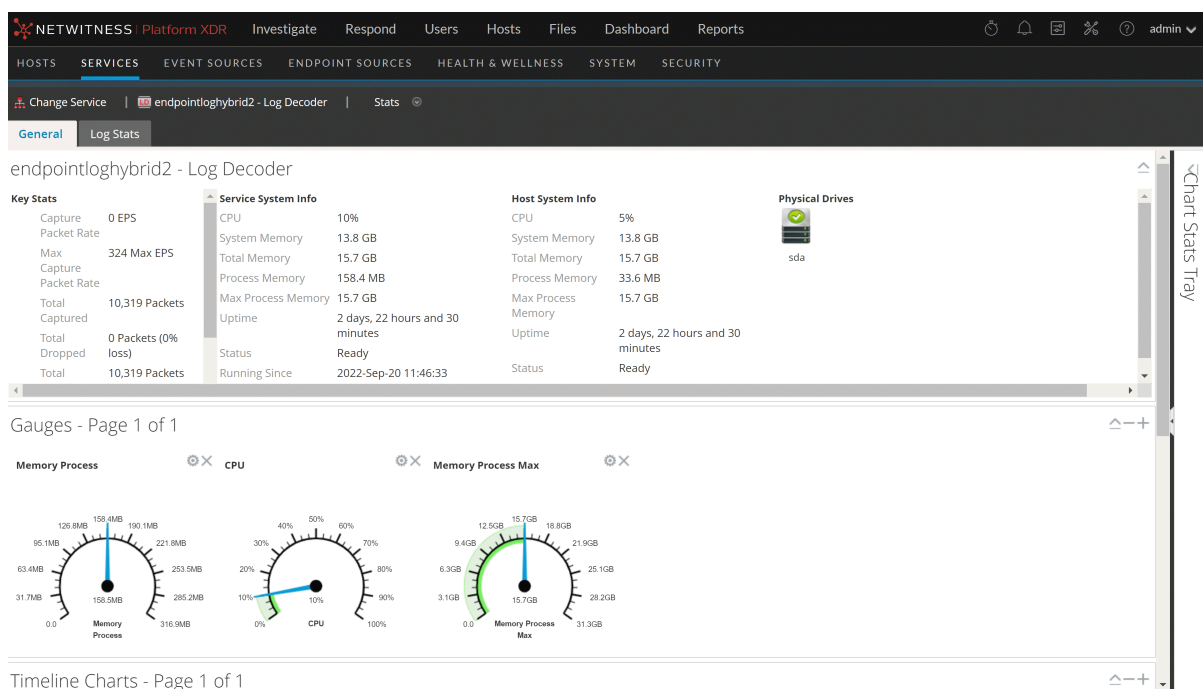 NETWITNESS | Platform XDR Investigate Respond Users Hosts Files Dashboard Reports admin
HOSTS SERVICES EVENT SOURCES ENDPOINT SOURCES HEALTH & WELLNESS SYSTEM SECURITY
Change Service | LD endpointloghybrid2 - Log Decoder | Stats
General Log Stats
endpointloghybrid2 - Log Decoder
Key Stats
Capture Packet Rate 0 EPS
Max Capture Packet Rate 324 Max EPS
Total Captured 10,319 Packets
Total Dropped 0 Packets (0% loss)
Total 10,319 Packets
Service System Info
CPU 10%
System Memory 13.8 GB
Total Memory 15.7 GB
Process Memory 158.4 MB
Max Process Memory 15.7 GB
Uptime 2 days, 22 hours and 30 minutes
Status Ready
Running Since 2022-Sep-20 11:46:33
Host System Info
CPU 5%
System Memory 13.8 GB
Total Memory 15.7 GB
Process Memory 33.6 MB
Max Process Memory 15.7 GB
Uptime 2 days, 22 hours and 30 minutes
Status Ready
Physical Drives
sda
Chart Stats Tray
Gauges - Page 1 of 1
Memory Process
0.0
31.7MB
63.4MB
95.1MB
126.8MB
158.4MB
190.1MB
221.8MB
253.5MB
285.2MB
316.9MB
158.5MB
Memory Process
CPU
0%
10%
20%
30%
40%
50%
60%
70%
80%
90%
100%
10%
CPU
Memory Process Max
0.0
3.1GB
6.3GB
9.4GB
12.5GB
15.7GB
18.8GB
21.9GB
25.1GB
28.2GB
31.3GB
15.7GB
Memory Process Max
Timeline Charts - Page 1 of 1